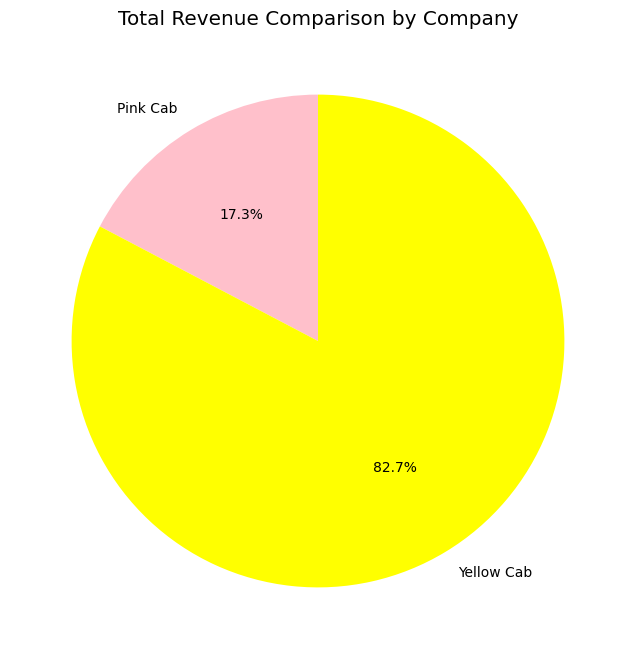 Total Revenue Comparison by Company
Pink Cab
17.3%
82.7%
Yellow Cab